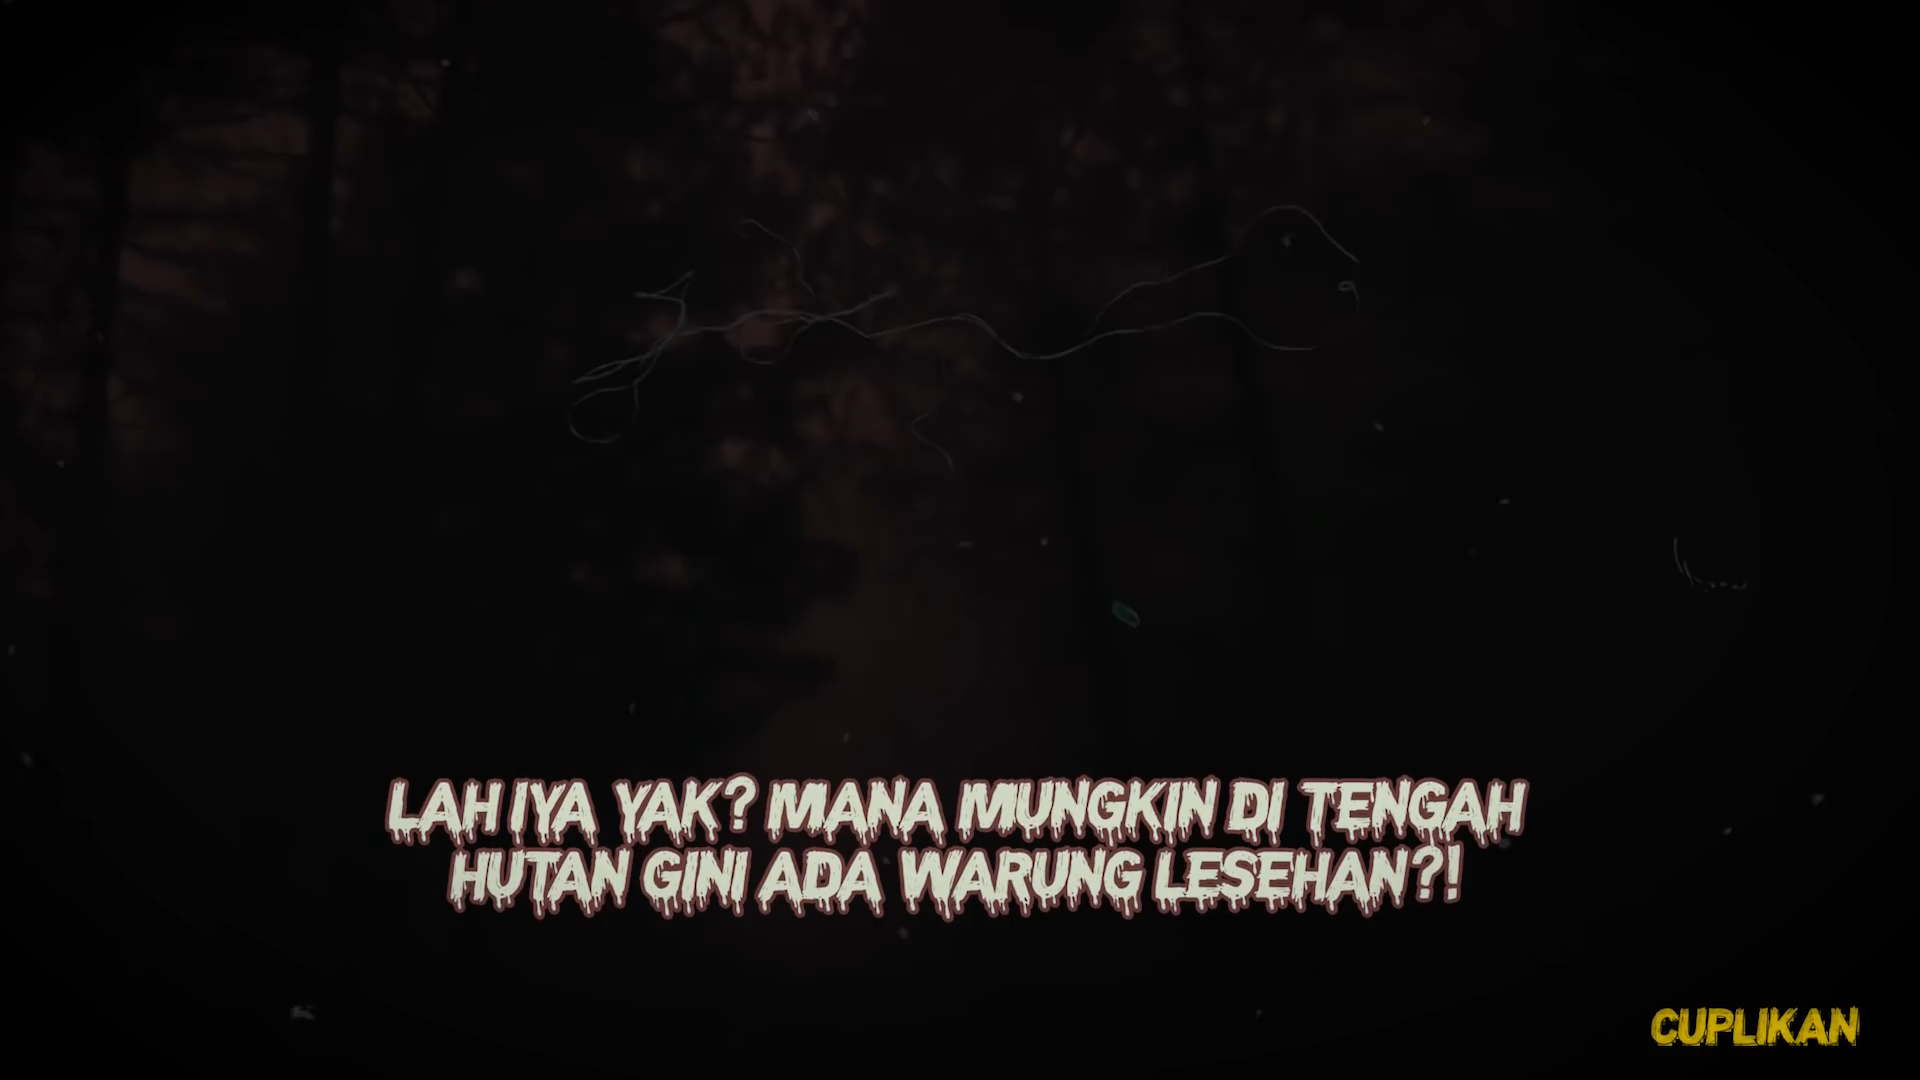 LAH IYA YAK? MANA MUNGKIN DI TENGAH
HUTAN GINI ADA WARUNG LESEHAN?!
CUPLIKAN